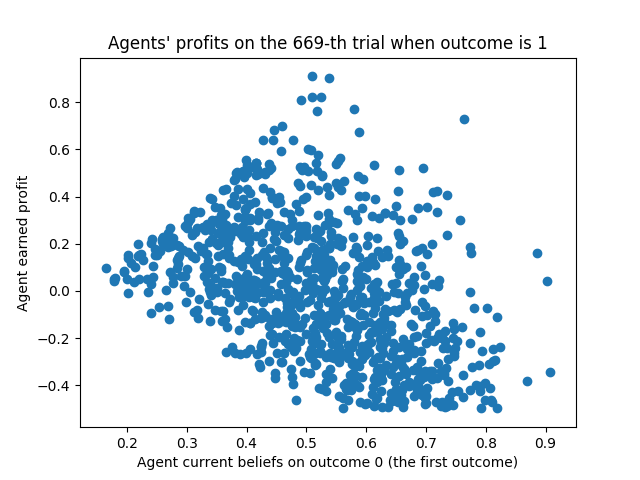 Agents' profits on the 669-th trial when outcome is 1
Agent earned profit
0.8
0.6
0.4
0.2
0.0
−0.2
−0.4
0.2 0.3 0.4 0.5 0.6 0.7 0.8 0.9
Agent current beliefs on outcome 0 (the first outcome)